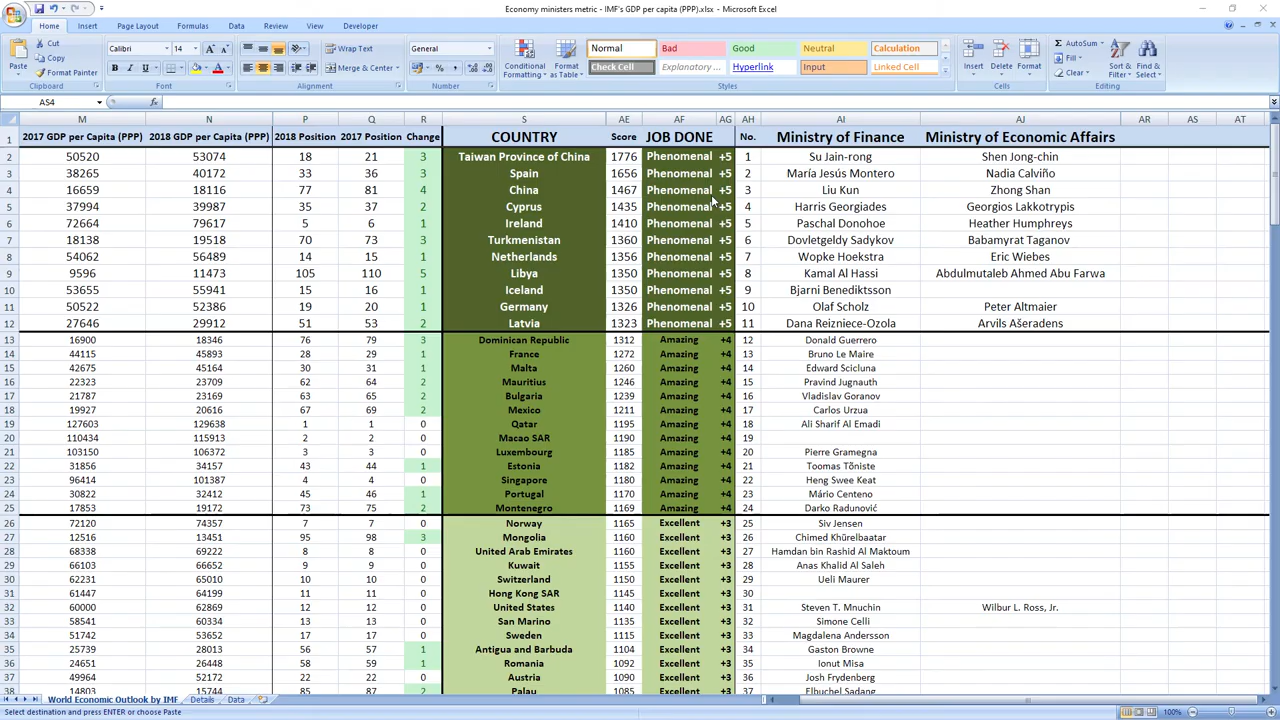 Economy ministers metric - IMF's GDP per capita (PPP).xlsx - Microsoft Excel
Home Insert Page Layout Formulas Data Review View Developer
Cut
Copy
Format Painter
Paste
Clipboard
Calibri 14
B I U
Font
Wrap Text
Merge & Center
Alignment
General
Number
Conditional Formatting
Format as Table
Normal Bad Good Neutral Calculation
Check Cell Explanatory ... Hyperlink Input Linked Cell
Styles
Insert Delete Format
Cells
AutoSum
Fill
Clear
Sort & Filter
Find & Select
Editing
AS4
M N P Q R S AE AF AG AH AI AJ AR AS AT
1 2017 GDP per Capita (PPP) 2018 GDP per Capita (PPP) 2018 Position 2017 Position Change COUNTRY Score JOB DONE No. Ministry of Finance Ministry of Economic Affairs
2 50520 53074 18 21 3 Taiwan Province of China 1776 Phenomenal +5 1 Su Jain-rong Shen Jong-chin
3 38265 40172 33 36 3 Spain 1656 Phenomenal +5 2 María Jesús Montero Nadia Calviño
4 16659 18116 77 81 4 China 1467 Phenomenal +5 3 Liu Kun Zhong Shan
5 37994 39987 35 37 2 Cyprus 1435 Phenomenal +5 4 Harris Georgiades Georgios Lakkotrypis
6 72664 79617 5 6 1 Ireland 1410 Phenomenal +5 5 Paschal Donohoe Heather Humphreys
7 18138 19518 70 73 3 Turkmenistan 1360 Phenomenal +5 6 Dovletgeldy Sadykov Babamyrat Taganov
8 54062 56489 14 15 1 Netherlands 1356 Phenomenal +5 7 Wopke Hoekstra Eric Wiebes
9 9596 11473 105 110 5 Libya 1350 Phenomenal +5 8 Kamal Al Hassi Abdulmutaleb Ahmed Abu Farwa
10 53655 55941 15 16 1 Iceland 1350 Phenomenal +5 9 Bjarni Benediktsson
11 50522 52386 19 20 1 Germany 1326 Phenomenal +5 10 Olaf Scholz Peter Altmaier
12 27646 29912 51 53 2 Latvia 1323 Phenomenal +5 11 Dana Reizniece-Ozola Arvils Ašeradens
13 16900 18346 76 79 3 Dominican Republic 1312 Amazing +4 12 Donald Guerrero
14 44115 45893 28 29 1 France 1272 Amazing +4 13 Bruno Le Maire
15 42675 45164 30 31 1 Malta 1260 Amazing +4 14 Edward Scicluna
16 22323 23709 62 64 2 Mauritius 1246 Amazing +4 15 Pravind Jugnauth
17 21787 23169 63 65 2 Bulgaria 1239 Amazing +4 16 Vladislav Goranov
18 19927 20616 67 69 2 Mexico 1211 Amazing +4 17 Carlos Urzua
19 127603 129638 1 1 0 Qatar 1195 Amazing +4 18 Ali Sharif Al Emadi
20 110434 115913 2 2 0 Macao SAR 1190 Amazing +4 19
21 103150 106372 3 3 0 Luxembourg 1185 Amazing +4 20 Pierre Gramegna
22 31856 34157 43 44 1 Estonia 1182 Amazing +4 21 Toomas Tõniste
23 96414 101387 4 4 0 Singapore 1180 Amazing +4 22 Heng Swee Keat
24 30822 32412 45 46 1 Portugal 1170 Amazing +4 23 Mário Centeno
25 17853 19172 73 75 2 Montenegro 1169 Amazing +4 24 Darko Radunović
26 72120 74357 7 7 0 Norway 1165 Excellent +3 25 Siv Jensen
27 12516 13451 95 98 3 Mongolia 1160 Excellent +3 26 Chimed Khürelbaatar
28 68338 69222 8 8 0 United Arab Emirates 1160 Excellent +3 27 Hamdan bin Rashid Al Maktoum
29 66103 66652 9 9 0 Kuwait 1155 Excellent +3 28 Anas Khalid Al Saleh
30 62231 65010 10 10 0 Switzerland 1150 Excellent +3 29 Ueli Maurer
31 61447 64199 11 11 0 Hong Kong SAR 1145 Excellent +3 30
32 60000 62869 12 12 0 United States 1140 Excellent +3 31 Steven T. Mnuchin Wilbur L. Ross, Jr.
33 58541 60334 13 13 0 San Marino 1135 Excellent +3 32 Simone Celli
34 51742 53652 17 17 0 Sweden 1115 Excellent +3 33 Magdalena Andersson
35 25739 28013 56 57 1 Antigua and Barbuda 1104 Excellent +3 34 Gaston Browne
36 24651 26448 58 59 1 Romania 1092 Excellent +3 35 Ionut Misa
37 49964 52172 20 19 Austria 1090 Excellent +3 36 Josh Frydenberg
38 14803 15744 85 87 2 Palau 1085 Excellent +3 37 Elbuchel Sadang
World Economic Outlook by IMF Details Data
Select destination and press ENTER or choose Paste 100%